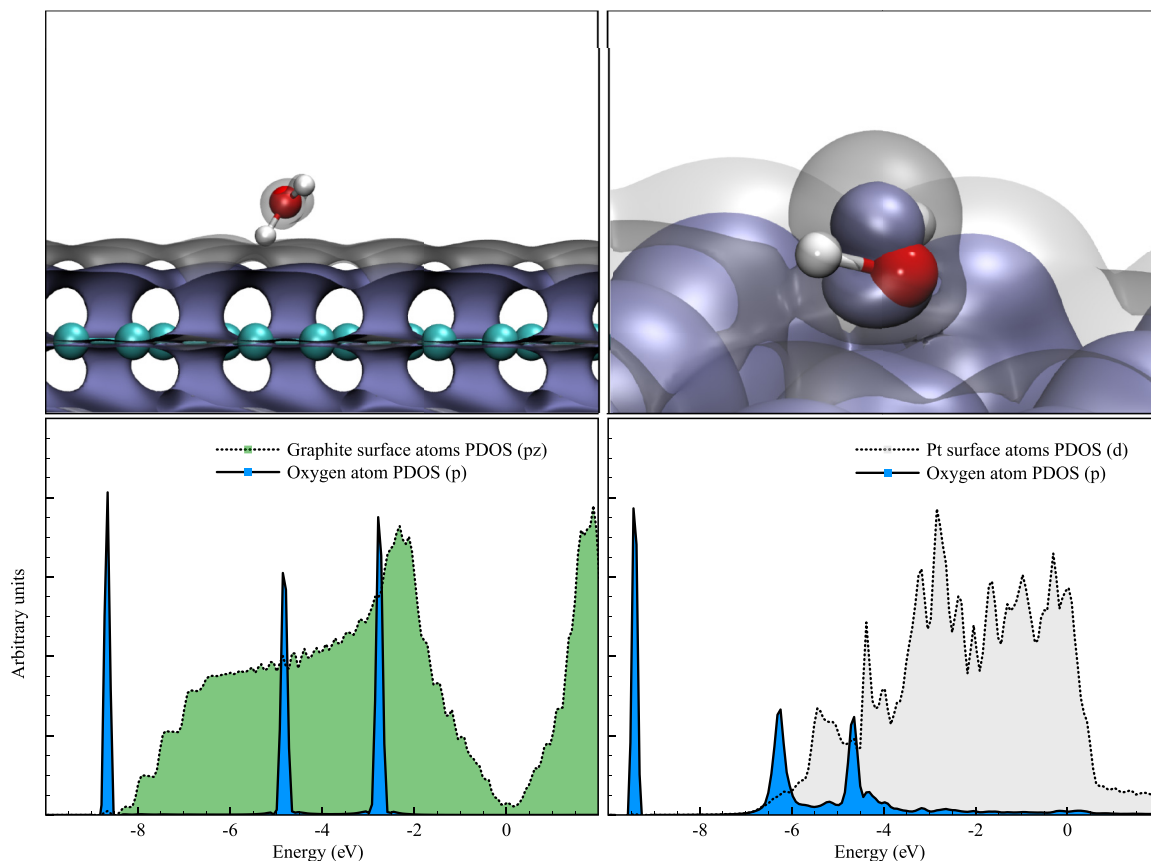 Graphite surface atoms PDOS (pz)
Oxygen atom PDOS (p)
Pt surface atoms PDOS (d)
Oxygen atom PDOS (p)
Arbitrary units
-8 -6 -4 -2 0
-8 -6 -4 -2 0
Energy (eV)
Energy (eV)